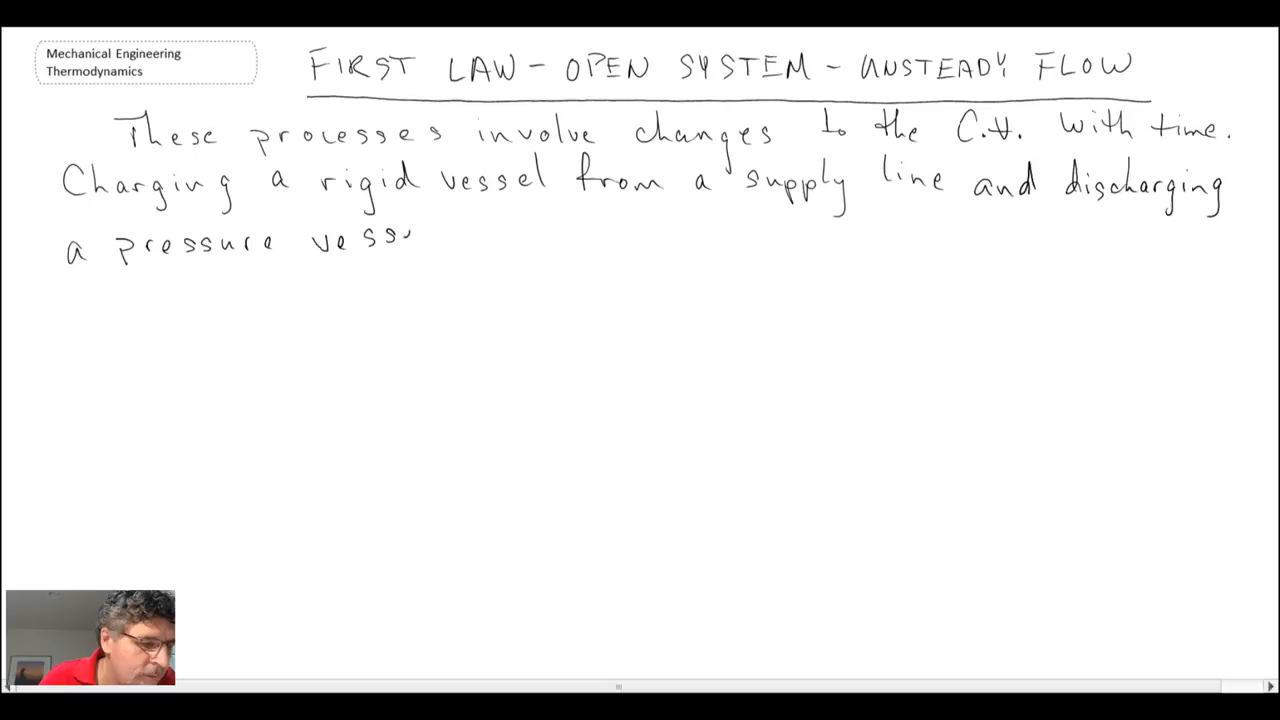 Mechanical Engineering
Thermodynamics
FIRST LAW - OPEN SYSTEM - UNSTEADY FLOW
These processes involve changes to the C.V. with time.
Charging a rigid vessel from a supply line and discharging
a pressure vess